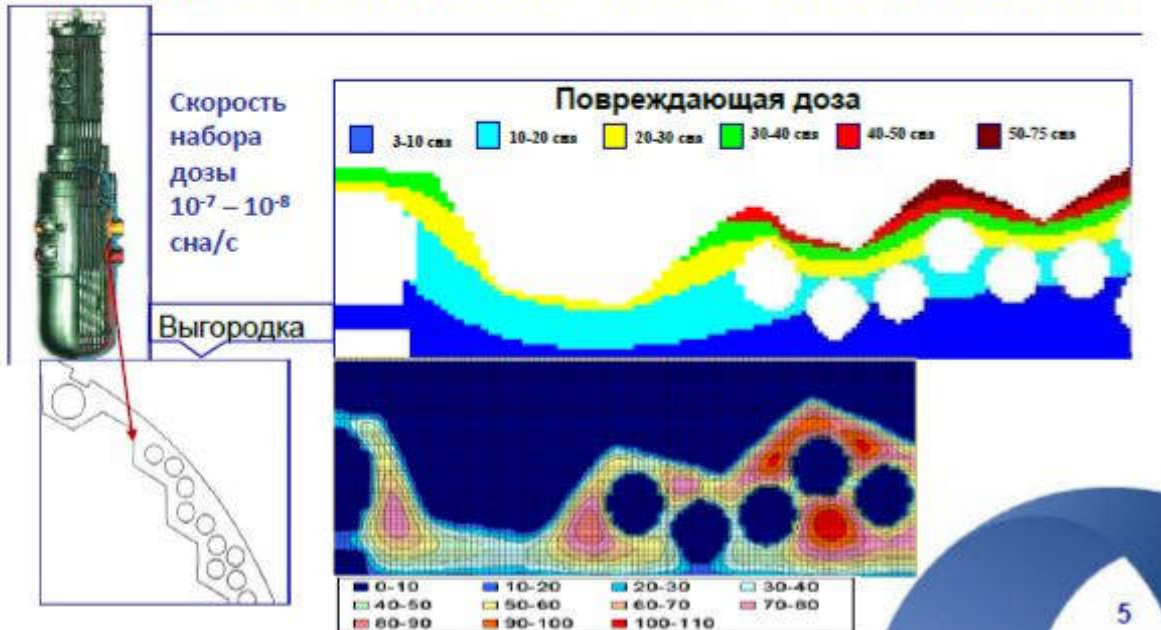 Скорость
набора
дозы
10⁻⁷ – 10⁻⁸
сна/с
Повреждающая доза
3-10 сна
10-20 сна
20-30 сна
30-40 сна
40-50 сна
50-75 сна
Выгородка
0-10 10-20 20-30 30-40
40-50 50-60 60-70 70-80
80-90 90-100 100-110
5